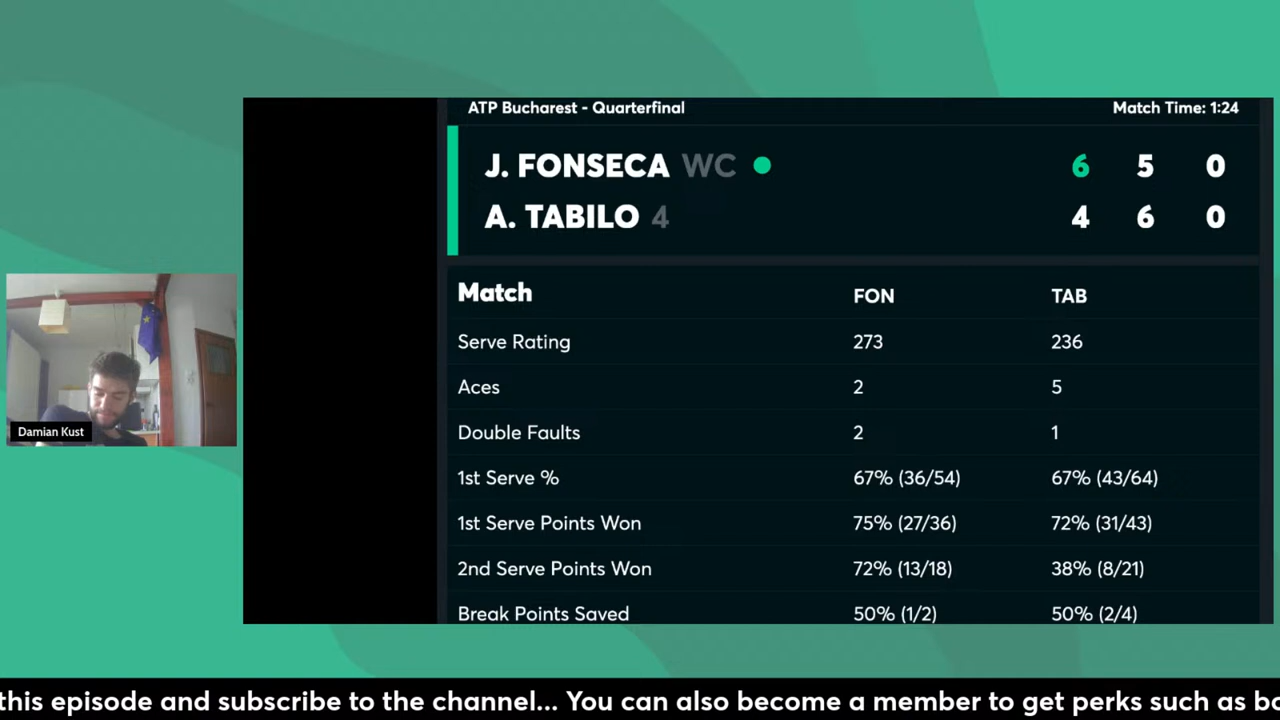 ATP Bucharest - Quarterfinal Match Time: 1:24
J. FONSECA WC 6 5 0
A. TABILO 4 4 6 0
Match FON TAB
Serve Rating 273 236
Aces 2 5
Double Faults 2 1
1st Serve % 67% (36/54) 67% (43/64)
1st Serve Points Won 75% (27/36) 72% (31/43)
2nd Serve Points Won 72% (13/18) 38% (8/21)
Break Points Saved 50% (1/2) 50% (2/4)
Damian Kust
this episode and subscribe to the channel... You can also become a member to get perks such as bo